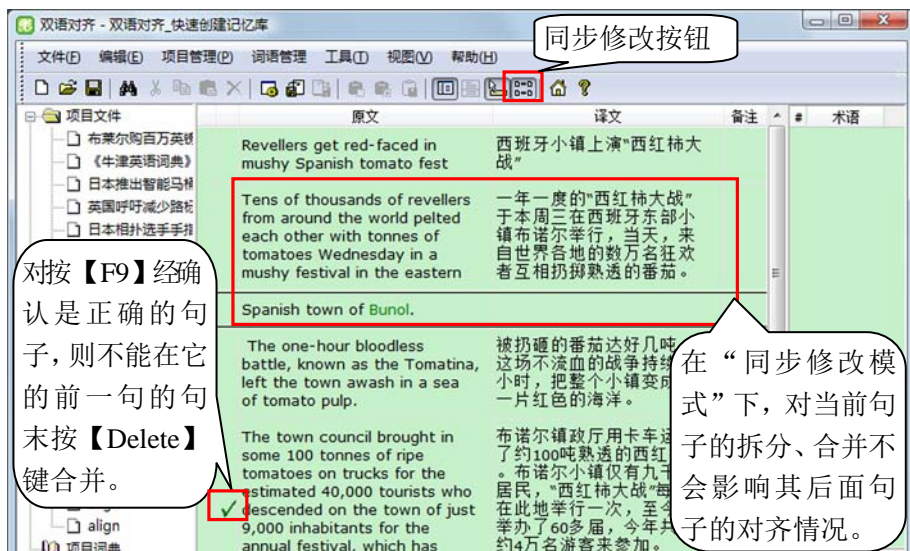 双语对齐 - 双语对齐_快速创建记忆库
同步修改按钮
文件(F) 编辑(E) 项目管理(P) 词语管理 工具(T) 视图(V) 帮助(H)
项目文件
布莱尔购百万英镑
《牛津英语词典》
日本推出智能马桶
英国呼吁减少路标
日本相扑选手手指
align
项目词典
原文 译文 备注 # 术语
Revellers get red-faced in
mushy Spanish tomato fest
西班牙小镇上演“西红柿大
战”
Tens of thousands of revellers
from around the world pelted
each other with tonnes of
tomatoes Wednesday in a
mushy festival in the eastern
一年一度的“西红柿大战”
于本周三在西班牙东部小
镇布诺尔举行，当天，来
自世界各地的数万名狂欢
者互相扔掷熟透的番茄。
Spanish town of Bunol.
The one-hour bloodless
battle, known as the Tomatina,
left the town awash in a sea
of tomato pulp.
被扔砸的番茄达好几吨
这场不流血的战争持续
小时，把整个小镇变成
一片红色的海洋。
The town council brought in
some 100 tonnes of ripe
tomatoes on trucks for the
estimated 40,000 tourists who
descended on the town of just
9,000 inhabitants for the
annual festival, which has
布诺尔镇政厅用卡车运
了约100吨熟透的西红
。布诺尔小镇仅有九千
居民，“西红柿大战”每
在此地举行一次，至今
举办了60多届，今年共
约4万名游客来参加。
对按【F9】经确
认是正确的句
子，则不能在它
的前一句的句
末按【Delete】
键合并。
在“同步修改模
式”下，对当前句
子的拆分、合并不
会影响其后面句
子的对齐情况。